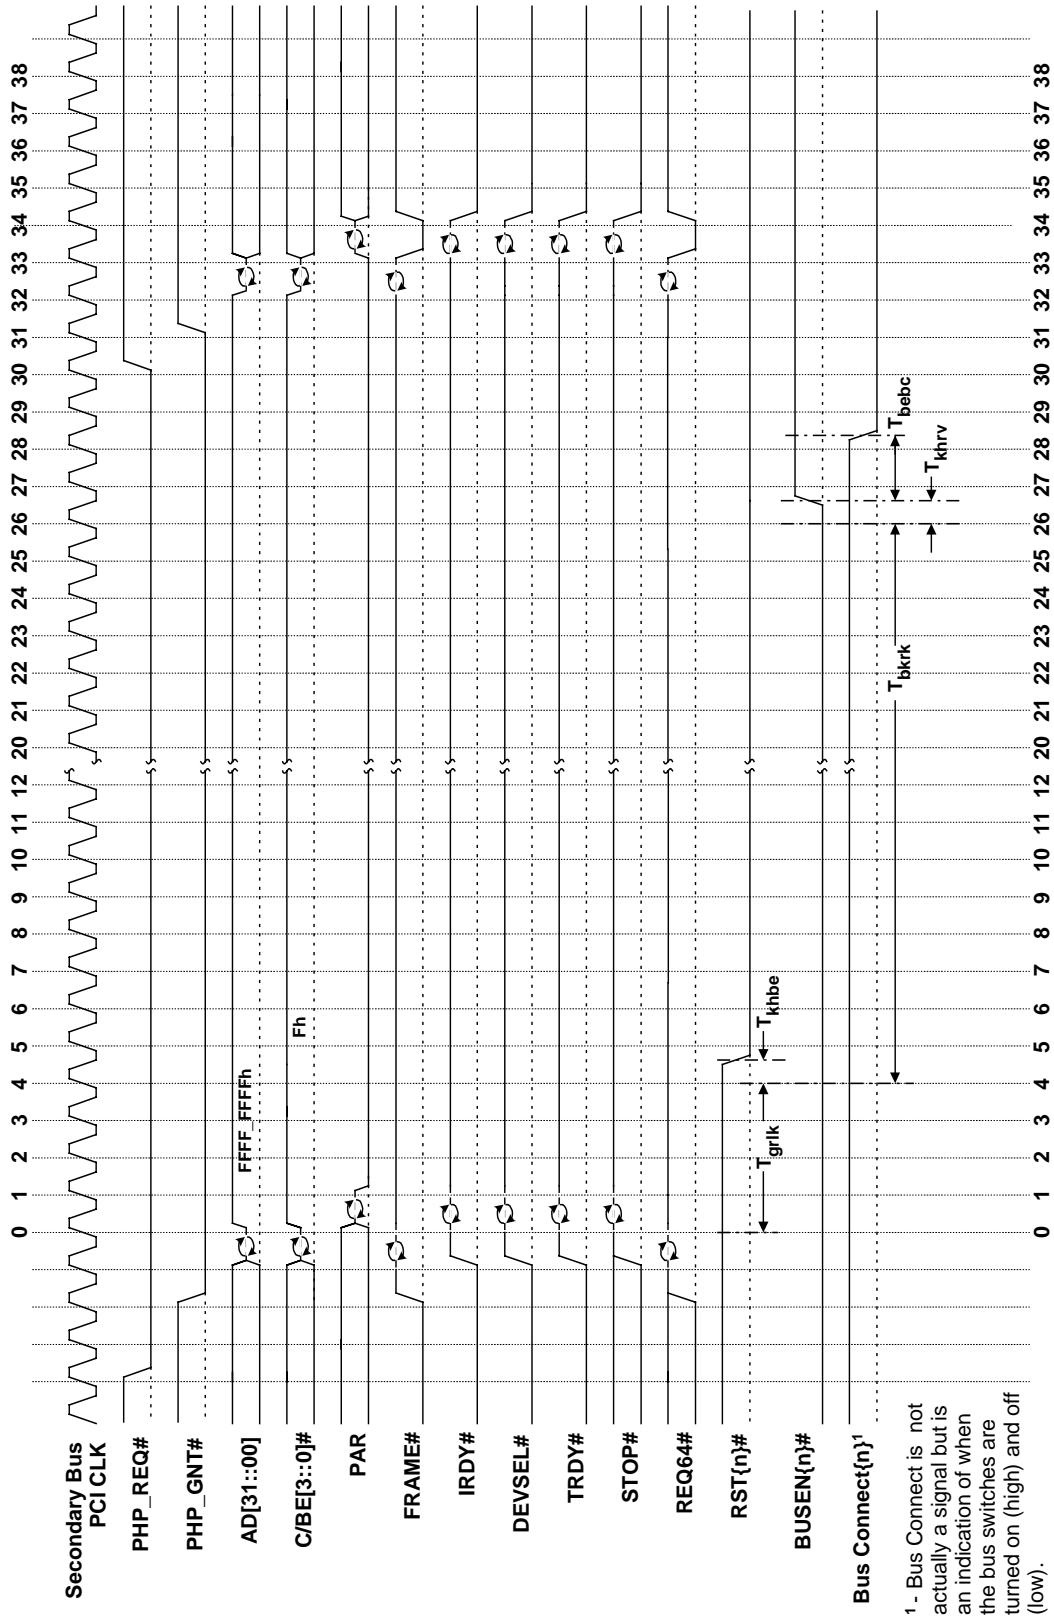 0 1 2 3 4 5 6 7 8 9 10 11 12 20 21 22 23 24 25 26 27 28 29 30 31 32 33 34 35 36 37 38
Secondary Bus
PCI CLK
PHP_REQ#
PHP_GNT#
AD[31::00]
FFFF_FFFFh
C/BE[3::0]#
Fh
PAR
FRAME#
IRDY#
DEVSEL#
TRDY#
STOP#
REQ64#
RST{n}#
Tgrlk
Tkhbe
BUSEN{n}#
Bus Connect{n}1
Tbkrk
Tbebc
Tkhrv
1 - Bus Connect is not
actually a signal but is
an indication of when
the bus switches are
turned on (high) and off
(low).
0 1 2 3 4 5 6 7 8 9 10 11 12 20 21 22 23 24 25 26 27 28 29 30 31 32 33 34 35 36 37 38